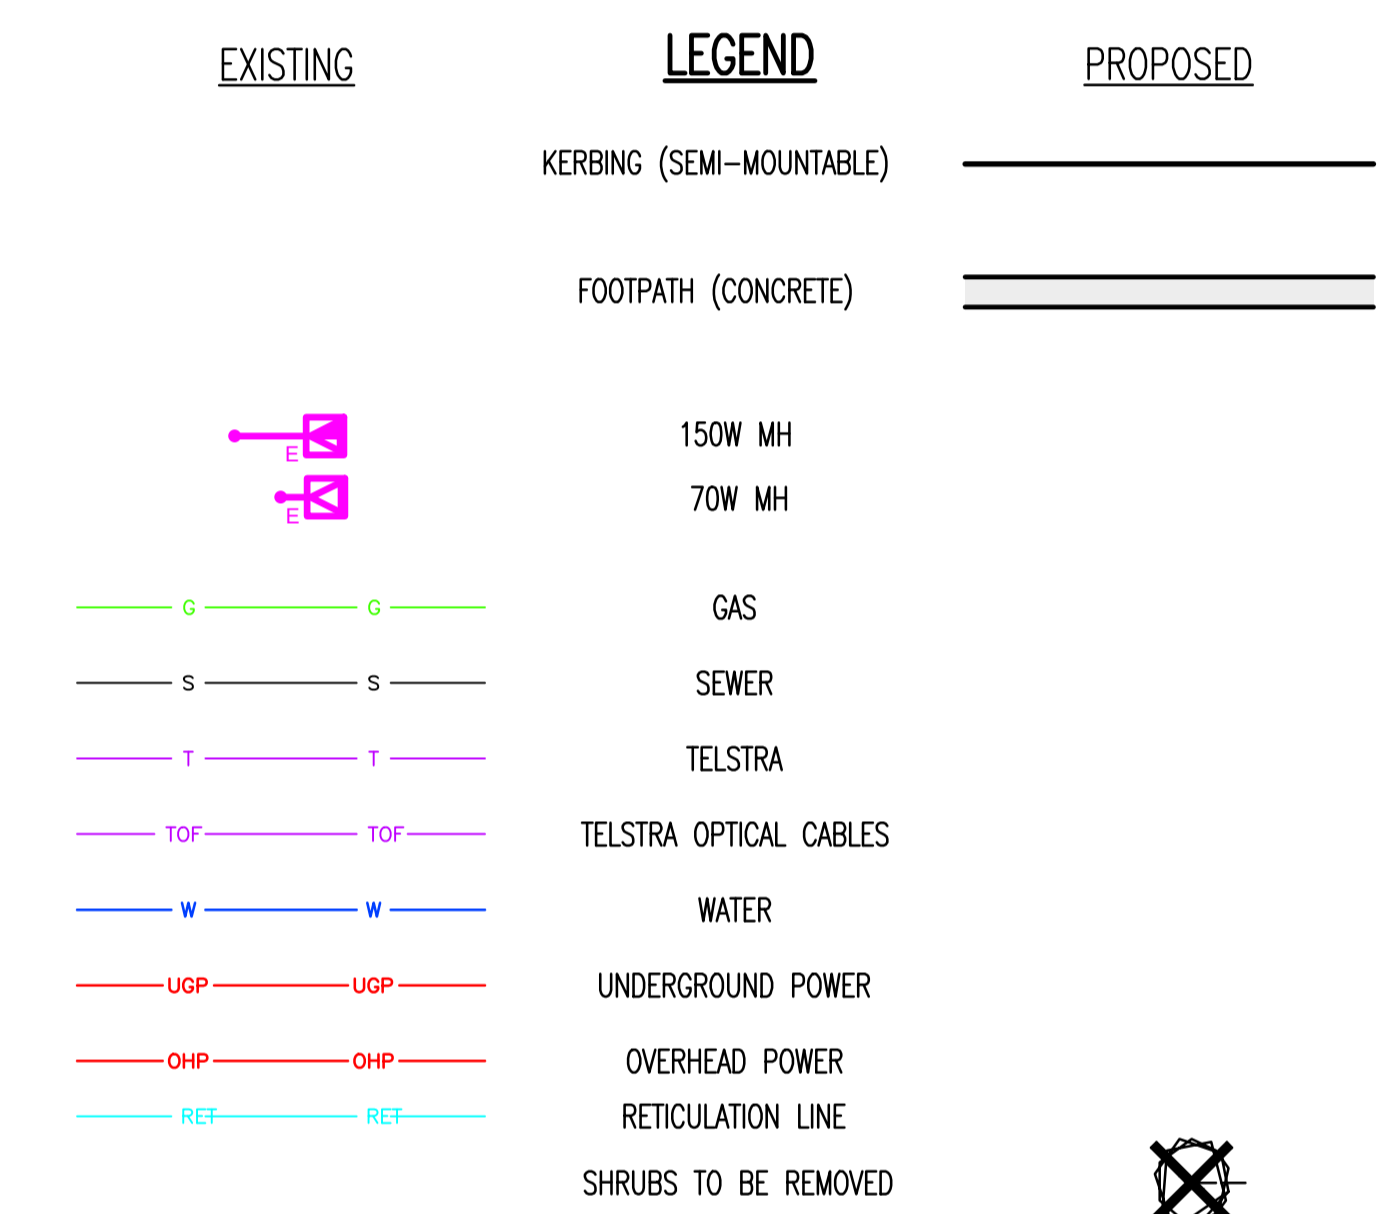 EXISTING LEGEND PROPOSED
KERBING (SEMI-MOUNTABLE)
FOOTPATH (CONCRETE)
E 150W MH
E 70W MH
G G GAS
S S SEWER
T T TELSTRA
TOF TOF TELSTRA OPTICAL CABLES
W W WATER
UGP UGP UNDERGROUND POWER
OHP OHP OVERHEAD POWER
RET RET RETICULATION LINE
SHRUBS TO BE REMOVED